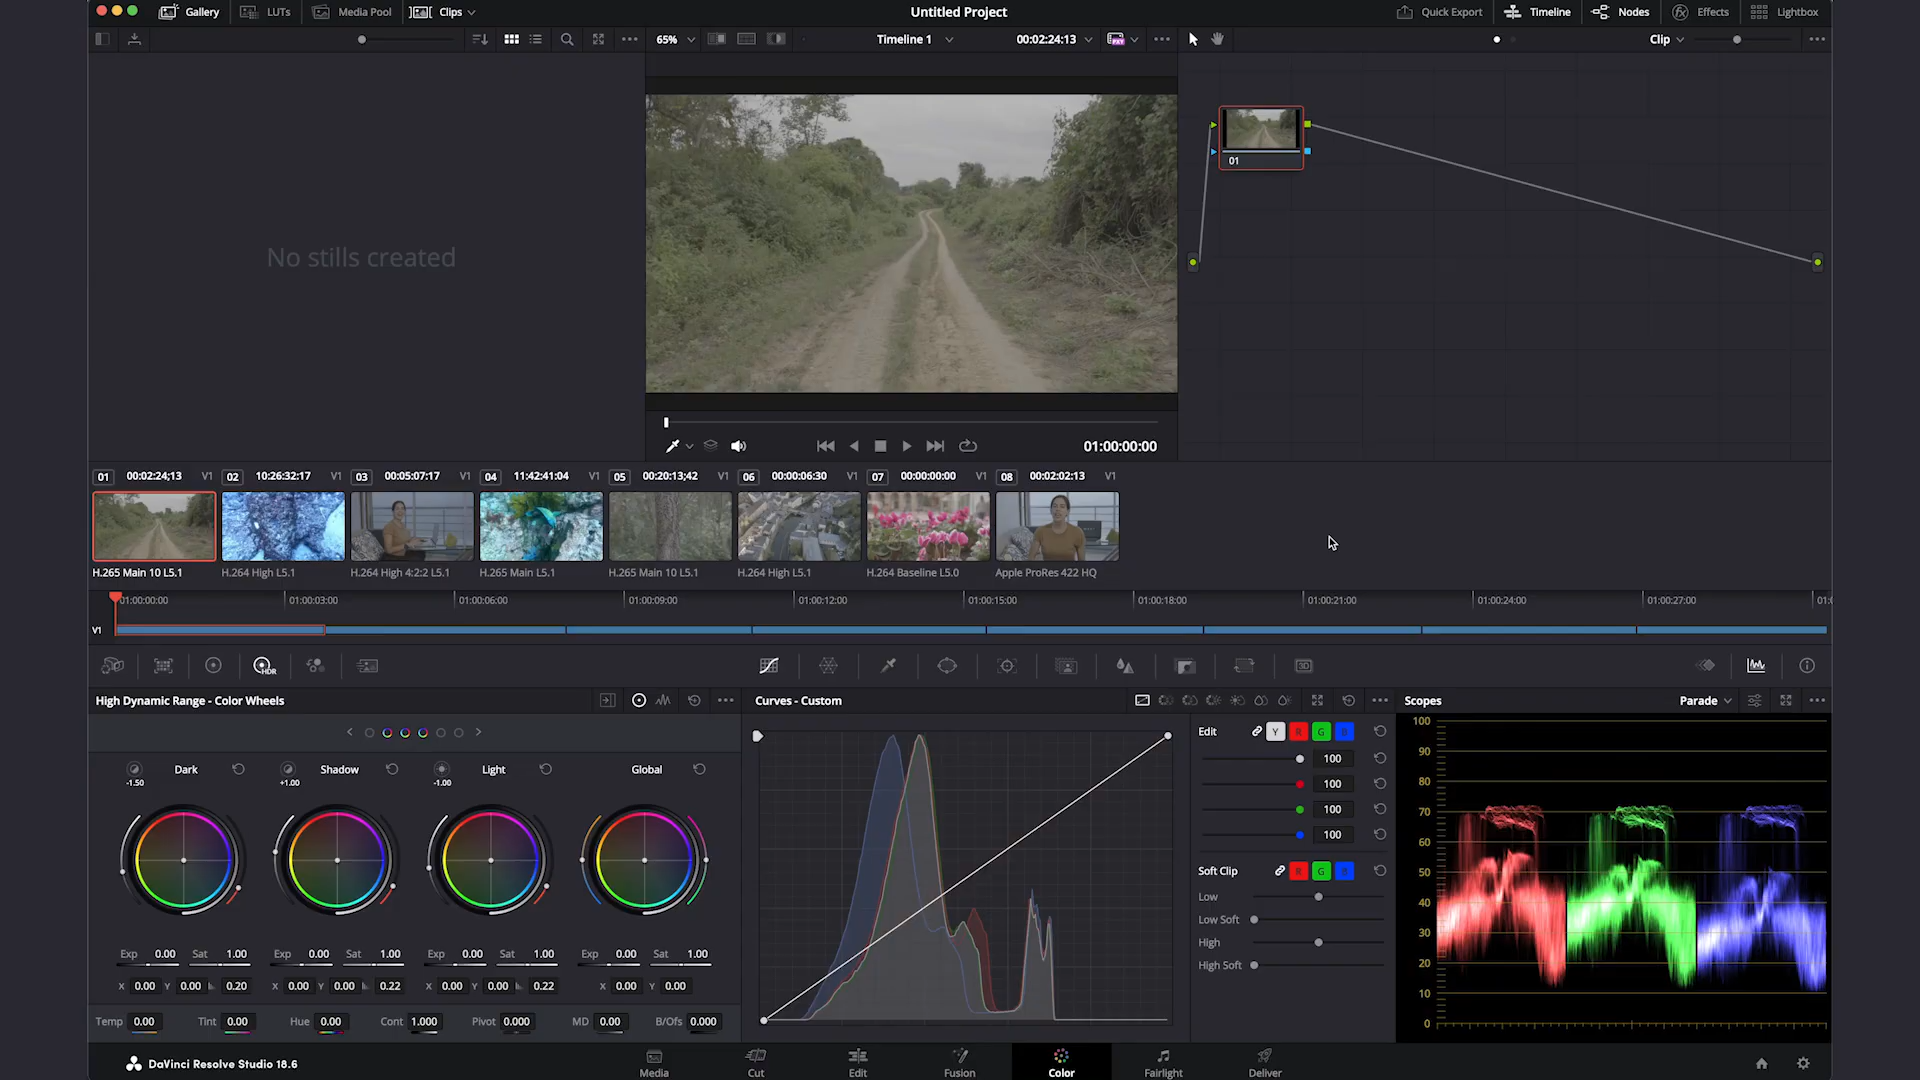 Gallery LUTs Media Pool Clips Untitled Project Quick Export Timeline Nodes Effects Lightbox
65% Timeline 1 00:02:24:13 Clip
01
No stills created
01:00:00:00
01 00:02:24;13 V1 02 10:26:32:17 V1 03 00:05:07:17 V1 04 11:42:41:04 V1 05 00:20:13;42 V1 06 00:00:06:30 V1 07 00:00:00:00 V1 08 00:02:02:13 V1
H.265 Main 10 L5.1 H.264 High L5.1 H.264 High 4:2:2 L5.1 H.265 Main L5.1 H.265 Main 10 L5.1 H.264 High L5.1 H.264 Baseline L5.0 Apple ProRes 422 HQ
01:00:00:00 01:00:03:00 01:00:06:00 01:00:09:00 01:00:12:00 01:00:15:00 01:00:18:00 01:00:21:00 01:00:24:00 01:00:27:00
V1
HDR 3D
High Dynamic Range - Color Wheels Curves - Custom Scopes Parade
Dark Shadow Light Global
-1.50 +1.00 -1.00
Exp 0.00 Sat 1.00 Exp 0.00 Sat 1.00 Exp 0.00 Sat 1.00 Exp 0.00 Sat 1.00
X 0.00 Y 0.00 0.20 X 0.00 Y 0.00 0.22 X 0.00 Y 0.00 0.22 X 0.00 Y 0.00
Temp 0.00 Tint 0.00 Hue 0.00 Cont 1.000 Pivot 0.000 MD 0.00 B/Ofs 0.000
Edit Y R G B
100
100
100
100
Soft Clip R G B
Low
Low Soft
High
High Soft
100
90
80
70
60
50
40
30
20
10
0
DaVinci Resolve Studio 18.6 Media Cut Edit Fusion Color Fairlight Deliver